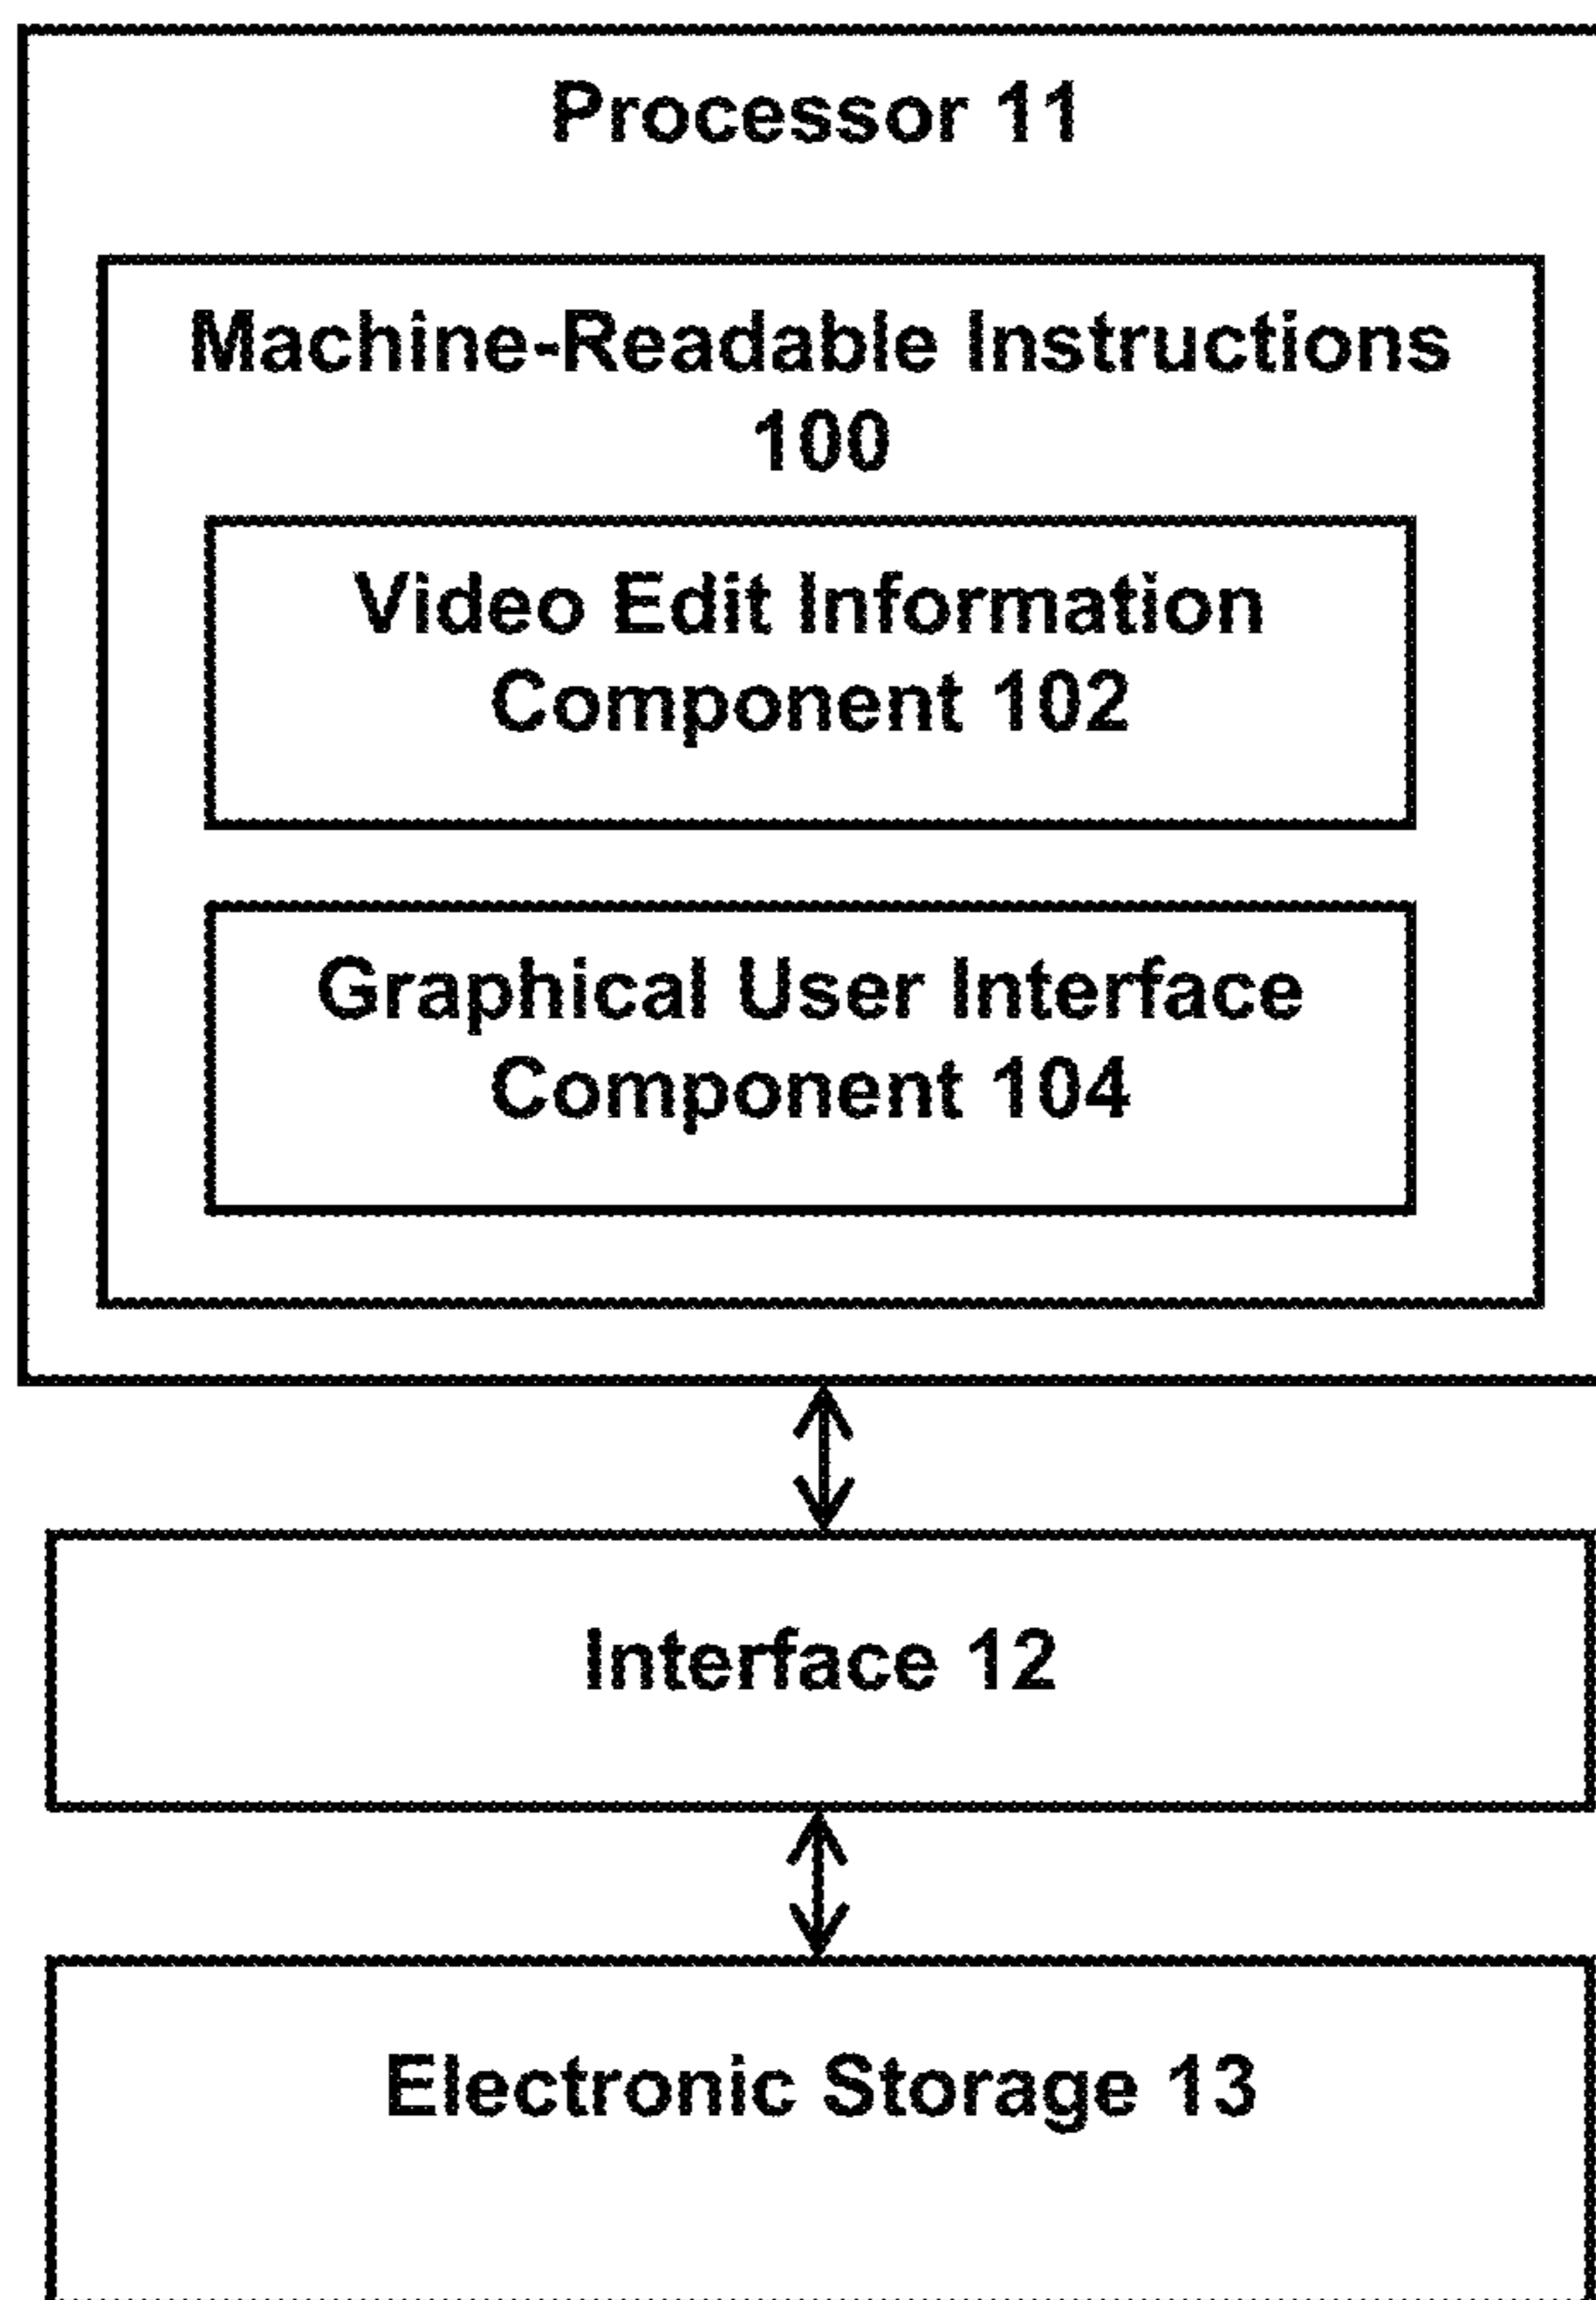 Processor 11
Machine-Readable Instructions
100
Video Edit Information
Component 102
Graphical User Interface
Component 104
Interface 12
Electronic Storage 13